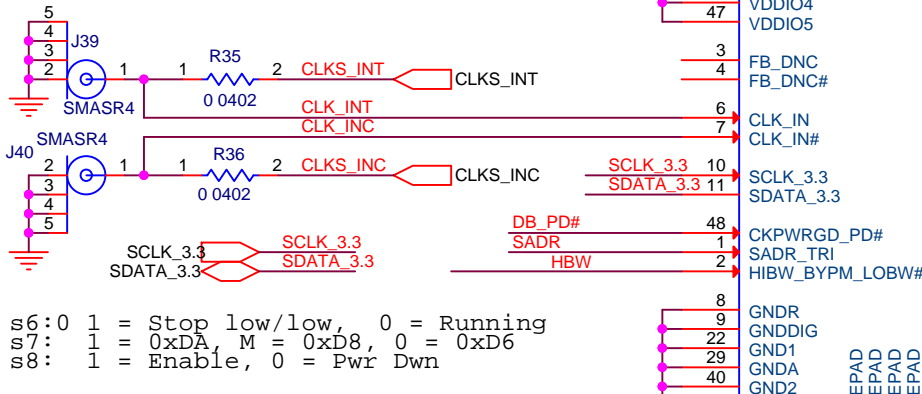 VDDIO4
47 VDDIO5
5
4
3
2
J39
1
SMASR4
1 R35 2
0 0402
CLKS_INT
CLKS_INT
3 FB_DNC
4 FB_DNC#
CLK_INT
6 CLK_IN
CLK_INC
7 CLK_IN#
SMASR4
J40
2
3
4
5
1
1 R36 2
0 0402
CLKS_INC
CLKS_INC
SCLK_3.3 10 SCLK_3.3
SDATA_3.3 11 SDATA_3.3
DB_PD# 48 CKPWRGD_PD#
SADR 1 SADR_TRI
HBW 2 HIBW_BYPM_LOBW#
SCLK_3.3 SCLK_3.3
SDATA_3.3 SDATA_3.3
8 GNDR
9 GNDDIG
22 GND1
29 GNDA
40 GND2
EPAD
EPAD
EPAD
EPAD
s6:0 1 = Stop low/low, 0 = Running
s7: 1 = 0xDA, M = 0xD8, 0 = 0xD6
s8: 1 = Enable, 0 = Pwr Dwn